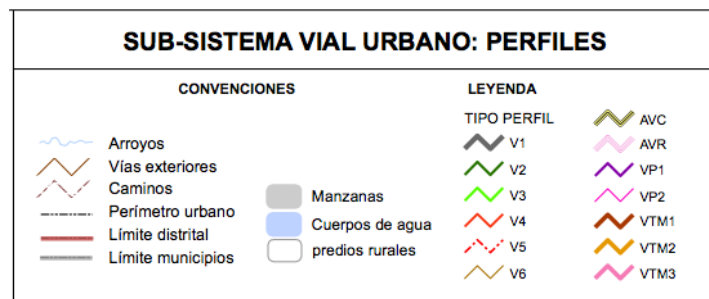 SUB-SISTEMA VIAL URBANO: PERFILES
CONVENCIONES
Arroyos
Vías exteriores
Caminos
Perímetro urbano
Límite distrital
Límite municipios
Manzanas
Cuerpos de agua
predios rurales
LEYENDA
TIPO PERFIL
V1
V2
V3
V4
V5
V6
AVC
AVR
VP1
VP2
VTM1
VTM2
VTM3